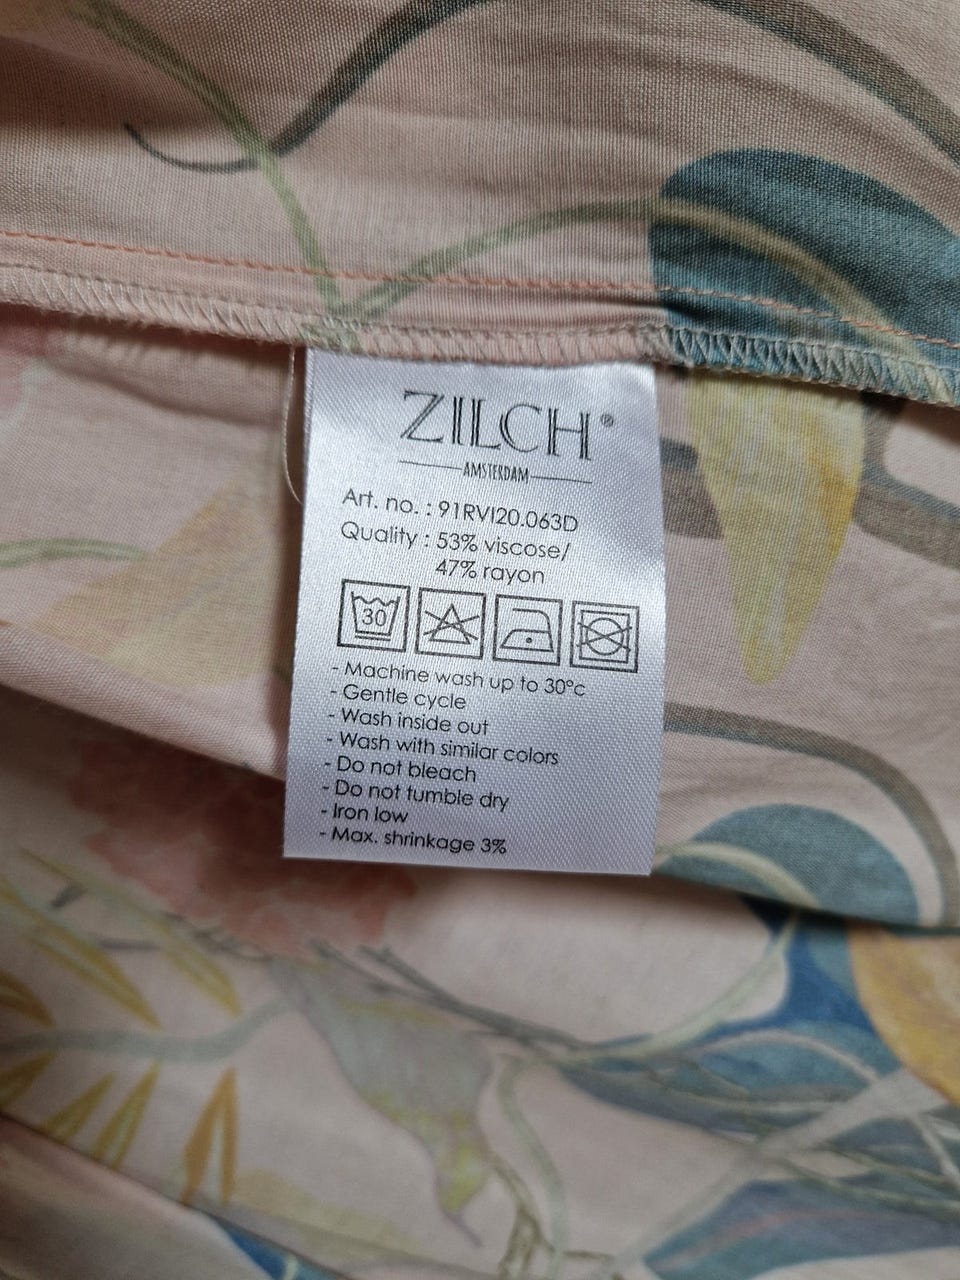 ZILCH®
AMSTERDAM
Art. no. : 91RVI20.063D
Quality : 53% viscose/
47% rayon
30
- Machine wash up to 30°c
- Gentle cycle
- Wash inside out
- Wash with similar colors
- Do not bleach
- Do not tumble dry
- Iron low
- Max. shrinkage 3%